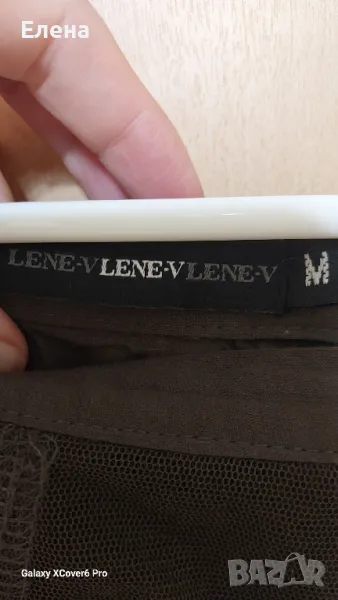 Елена
LENE-V LENE-V LENE-V M
Galaxy XCover6 Pro
BAZAR